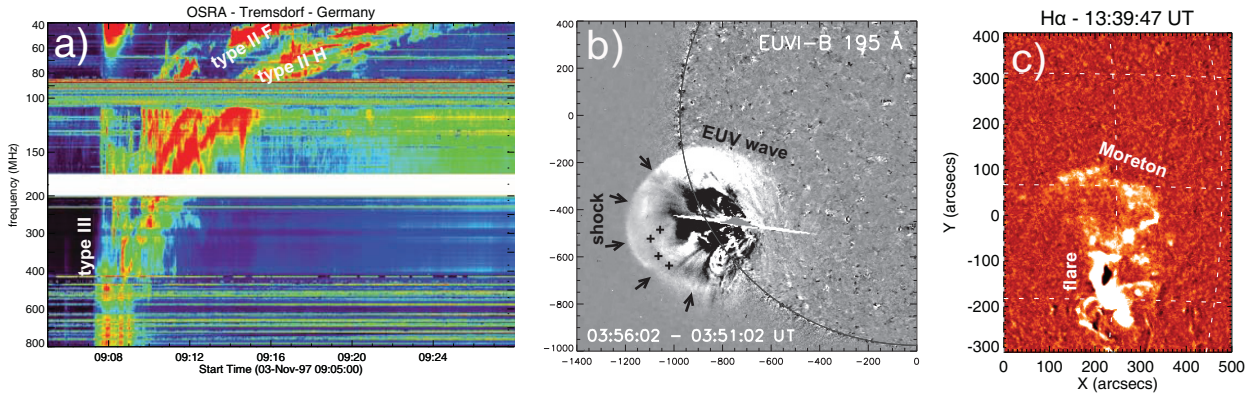 OSRA - Tremsdorf - Germany
a)
type II F
type II H
type III
frequency (MHz)
40
60
80
100
150
200
300
400
600
800
09:08
09:12
09:16
09:20
09:24
Start Time (03-Nov-97 09:05:00)
b)
EUVI-B 195 Å
EUV wave
shock
03:56:02 – 03:51:02 UT
400
200
0
-200
-400
-600
-800
-1000
-1400
-1200
-1000
-800
-600
-400
-200
0
Hα - 13:39:47 UT
c)
Moreton
flare
Y (arcsecs)
400
300
200
100
0
-100
-200
-300
0
100
200
300
400
500
X (arcsecs)